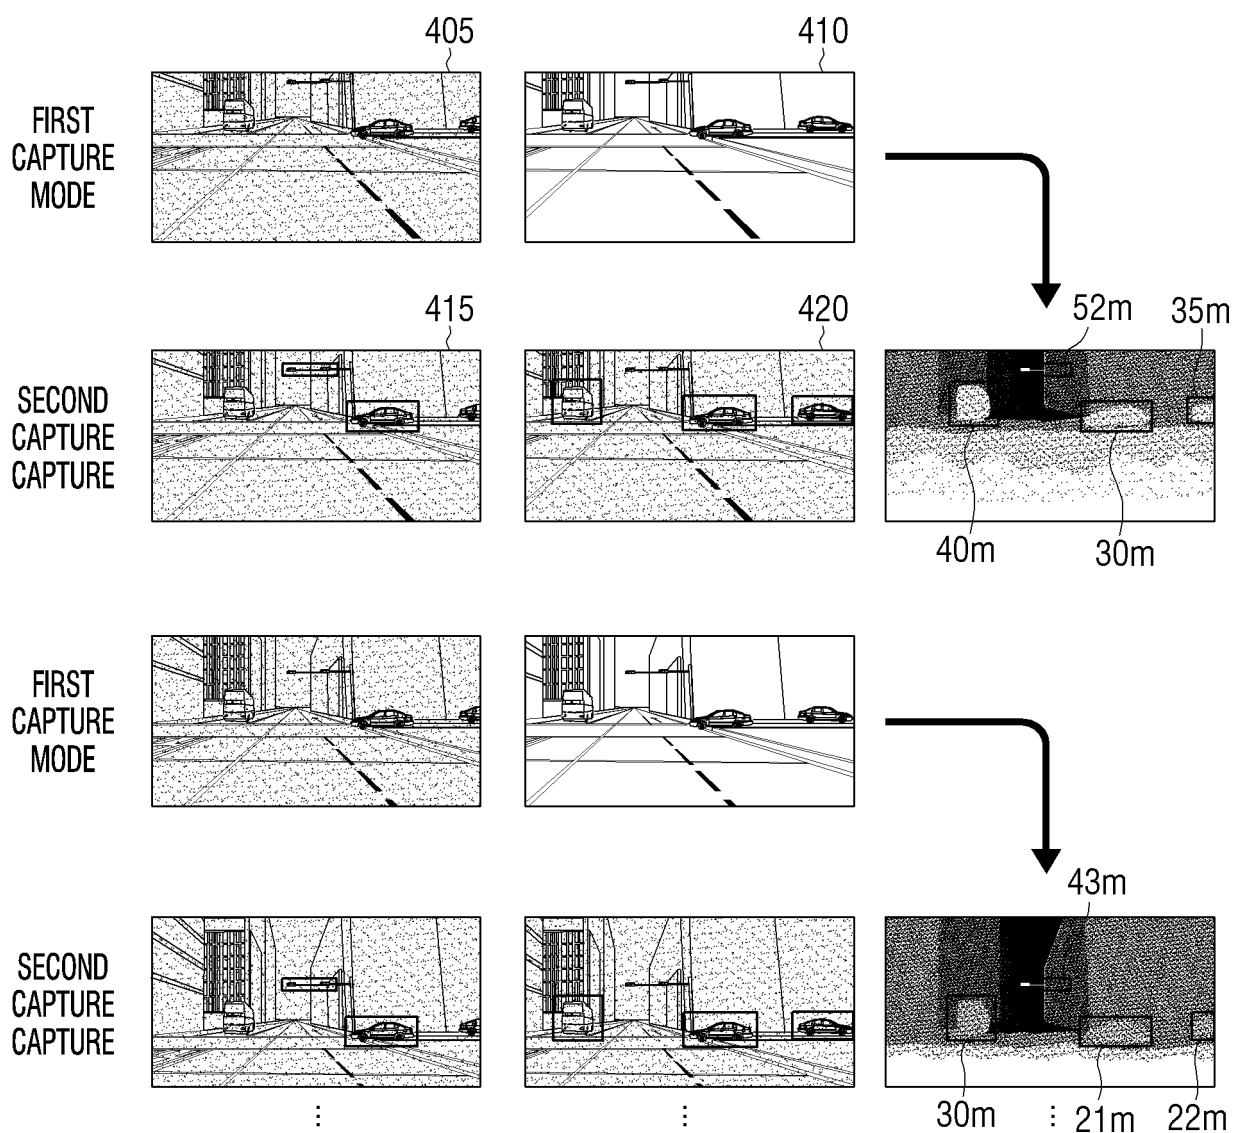 405
410
FIRST
CAPTURE
MODE
415
420
52m
35m
SECOND
CAPTURE
CAPTURE
40m
30m
FIRST
CAPTURE
MODE
43m
SECOND
CAPTURE
CAPTURE
30m
21m
22m